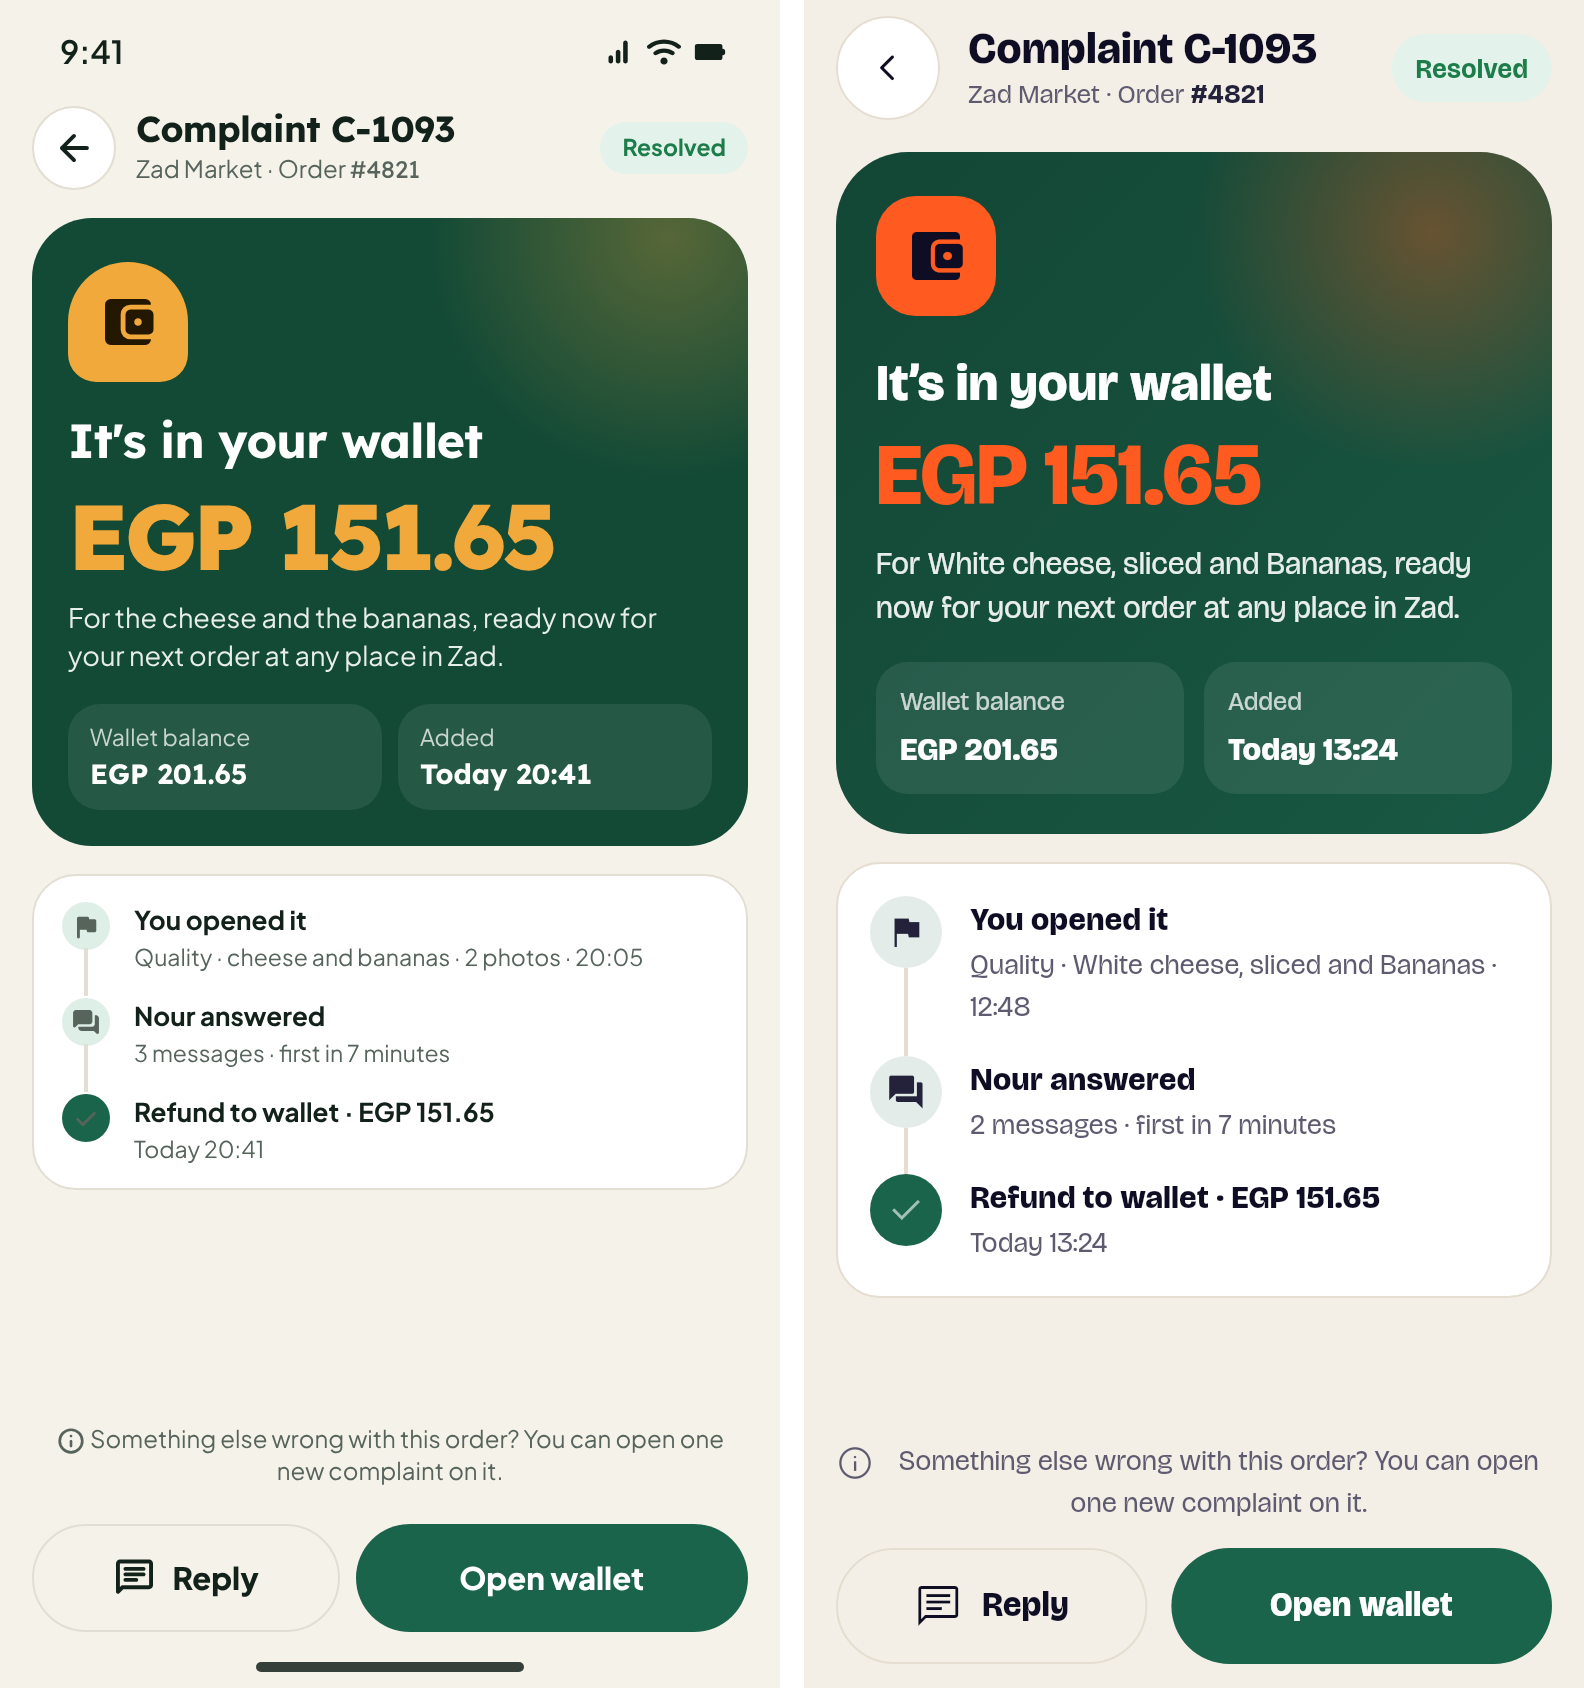 9:41
Complaint C-1093
Zad Market · Order #4821
Resolved
It's in your wallet
EGP 151.65
For the cheese and the bananas, ready now for
your next order at any place in Zad.
Wallet balance
EGP 201.65
Added
Today 20:41
You opened it
Quality · cheese and bananas · 2 photos · 20:05
Nour answered
3 messages · first in 7 minutes
Refund to wallet · EGP 151.65
Today 20:41
Something else wrong with this order? You can open one
new complaint on it.
Reply
Open wallet
Complaint C-1093
Zad Market · Order #4821
Resolved
It's in your wallet
EGP 151.65
For White cheese, sliced and Bananas, ready
now for your next order at any place in Zad.
Wallet balance
EGP 201.65
Added
Today 13:24
You opened it
Quality · White cheese, sliced and Bananas ·
12:48
Nour answered
2 messages · first in 7 minutes
Refund to wallet · EGP 151.65
Today 13:24
Something else wrong with this order? You can open
one new complaint on it.
Reply
Open wallet